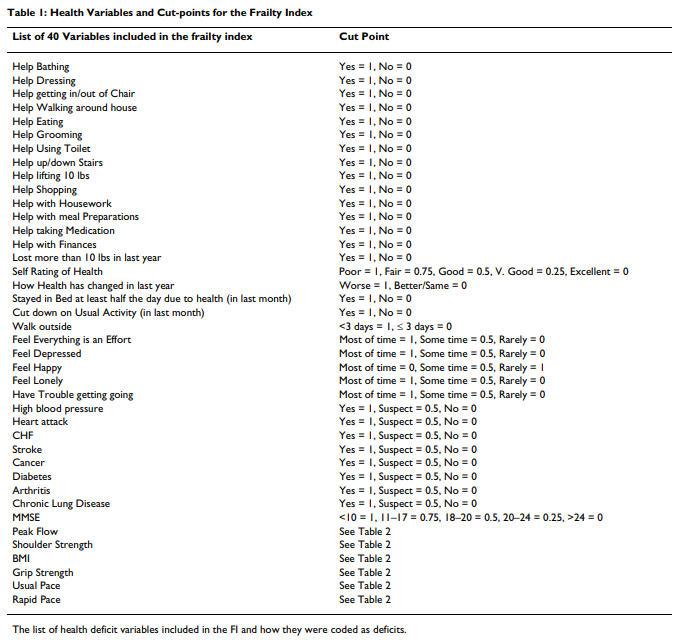 Table 1: Health Variables and Cut-points for the Frailty Index
List of 40 Variables included in the frailty index Cut Point
Help Bathing Yes = 1, No = 0
Help Dressing Yes = 1, No = 0
Help getting in/out of Chair Yes = 1, No = 0
Help Walking around house Yes = 1, No = 0
Help Eating Yes = 1, No = 0
Help Grooming Yes = 1, No = 0
Help Using Toilet Yes = 1, No = 0
Help up/down Stairs Yes = 1, No = 0
Help lifting 10 lbs Yes = 1, No = 0
Help Shopping Yes = 1, No = 0
Help with Housework Yes = 1, No = 0
Help with meal Preparations Yes = 1, No = 0
Help taking Medication Yes = 1, No = 0
Help with Finances Yes = 1, No = 0
Lost more than 10 lbs in last year Yes = 1, No = 0
Self Rating of Health Poor = 1, Fair = 0.75, Good = 0.5, V. Good = 0.25, Excellent = 0
How Health has changed in last year Worse = 1, Better/Same = 0
Stayed in Bed at least half the day due to health (in last month) Yes = 1, No = 0
Cut down on Usual Activity (in last month) Yes = 1, No = 0
Walk outside <3 days = 1, ≤ 3 days = 0
Feel Everything is an Effort Most of time = 1, Some time = 0.5, Rarely = 0
Feel Depressed Most of time = 1, Some time = 0.5, Rarely = 0
Feel Happy Most of time = 0, Some time = 0.5, Rarely = 1
Feel Lonely Most of time = 1, Some time = 0.5, Rarely = 0
Have Trouble getting going Most of time = 1, Some time = 0.5, Rarely = 0
High blood pressure Yes = 1, Suspect = 0.5, No = 0
Heart attack Yes = 1, Suspect = 0.5, No = 0
CHF Yes = 1, Suspect = 0.5, No = 0
Stroke Yes = 1, Suspect = 0.5, No = 0
Cancer Yes = 1, Suspect = 0.5, No = 0
Diabetes Yes = 1, Suspect = 0.5, No = 0
Arthritis Yes = 1, Suspect = 0.5, No = 0
Chronic Lung Disease Yes = 1, Suspect = 0.5, No = 0
MMSE <10 = 1, 11–17 = 0.75, 18–20 = 0.5, 20–24 = 0.25, >24 = 0
Peak Flow See Table 2
Shoulder Strength See Table 2
BMI See Table 2
Grip Strength See Table 2
Usual Pace See Table 2
Rapid Pace See Table 2
The list of health deficit variables included in the FI and how they were coded as deficits.